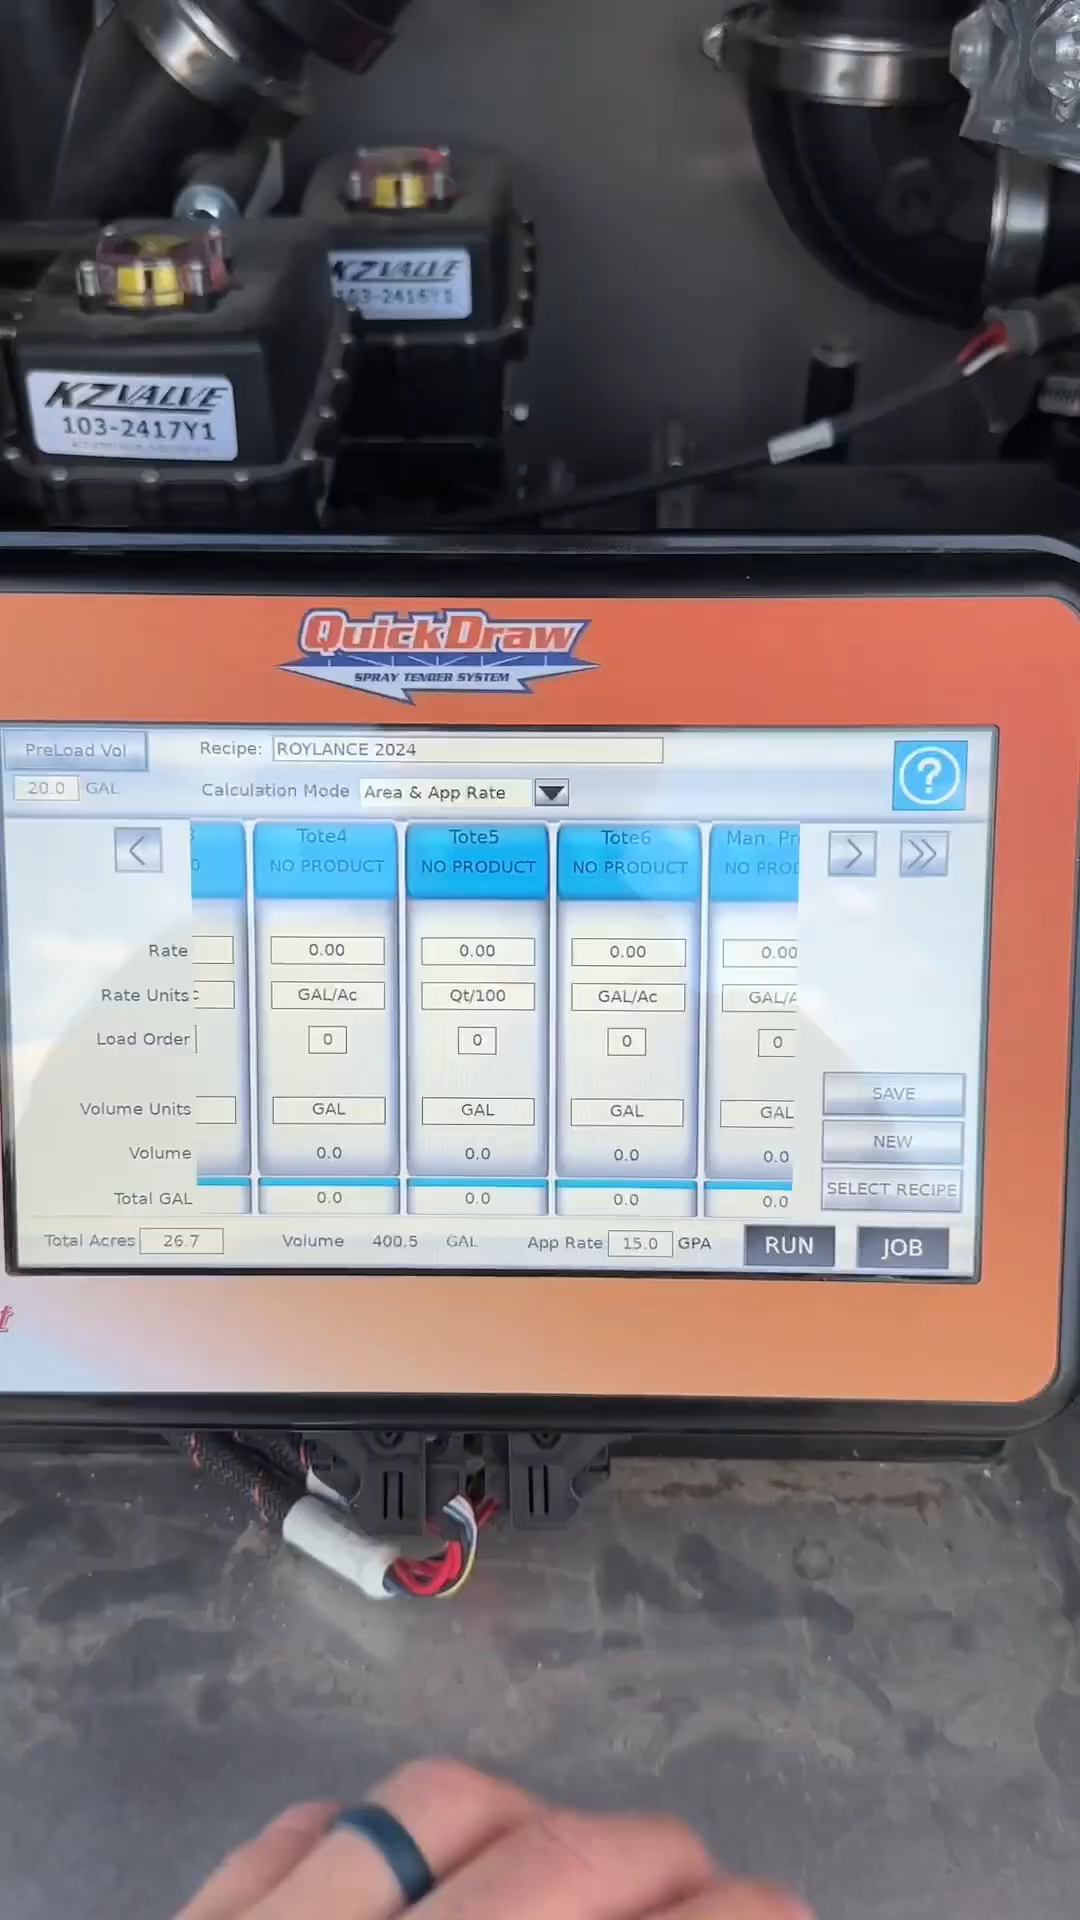 KZVALVE
103-2416Y1
KZVALVE
103-2417Y1
QuickDraw
SPRAY TENDER SYSTEM
PreLoad Vol
Recipe: ROYLANCE 2024
20.0 GAL
Calculation Mode Area & App Rate
?
Tote4 Tote5 Tote6 Man. Pr
0 NO PRODUCT NO PRODUCT NO PRODUCT NO PROD
Rate 0.00 0.00 0.00 0.00
Rate Units GAL/Ac Qt/100 GAL/Ac GAL/A
Load Order 0 0 0 0
SAVE
Volume Units GAL GAL GAL GAL
NEW
Volume 0.0 0.0 0.0 0.0
SELECT RECIPE
Total GAL 0.0 0.0 0.0 0.0
Total Acres 26.7 Volume 400.5 GAL App Rate 15.0 GPA RUN JOB
t